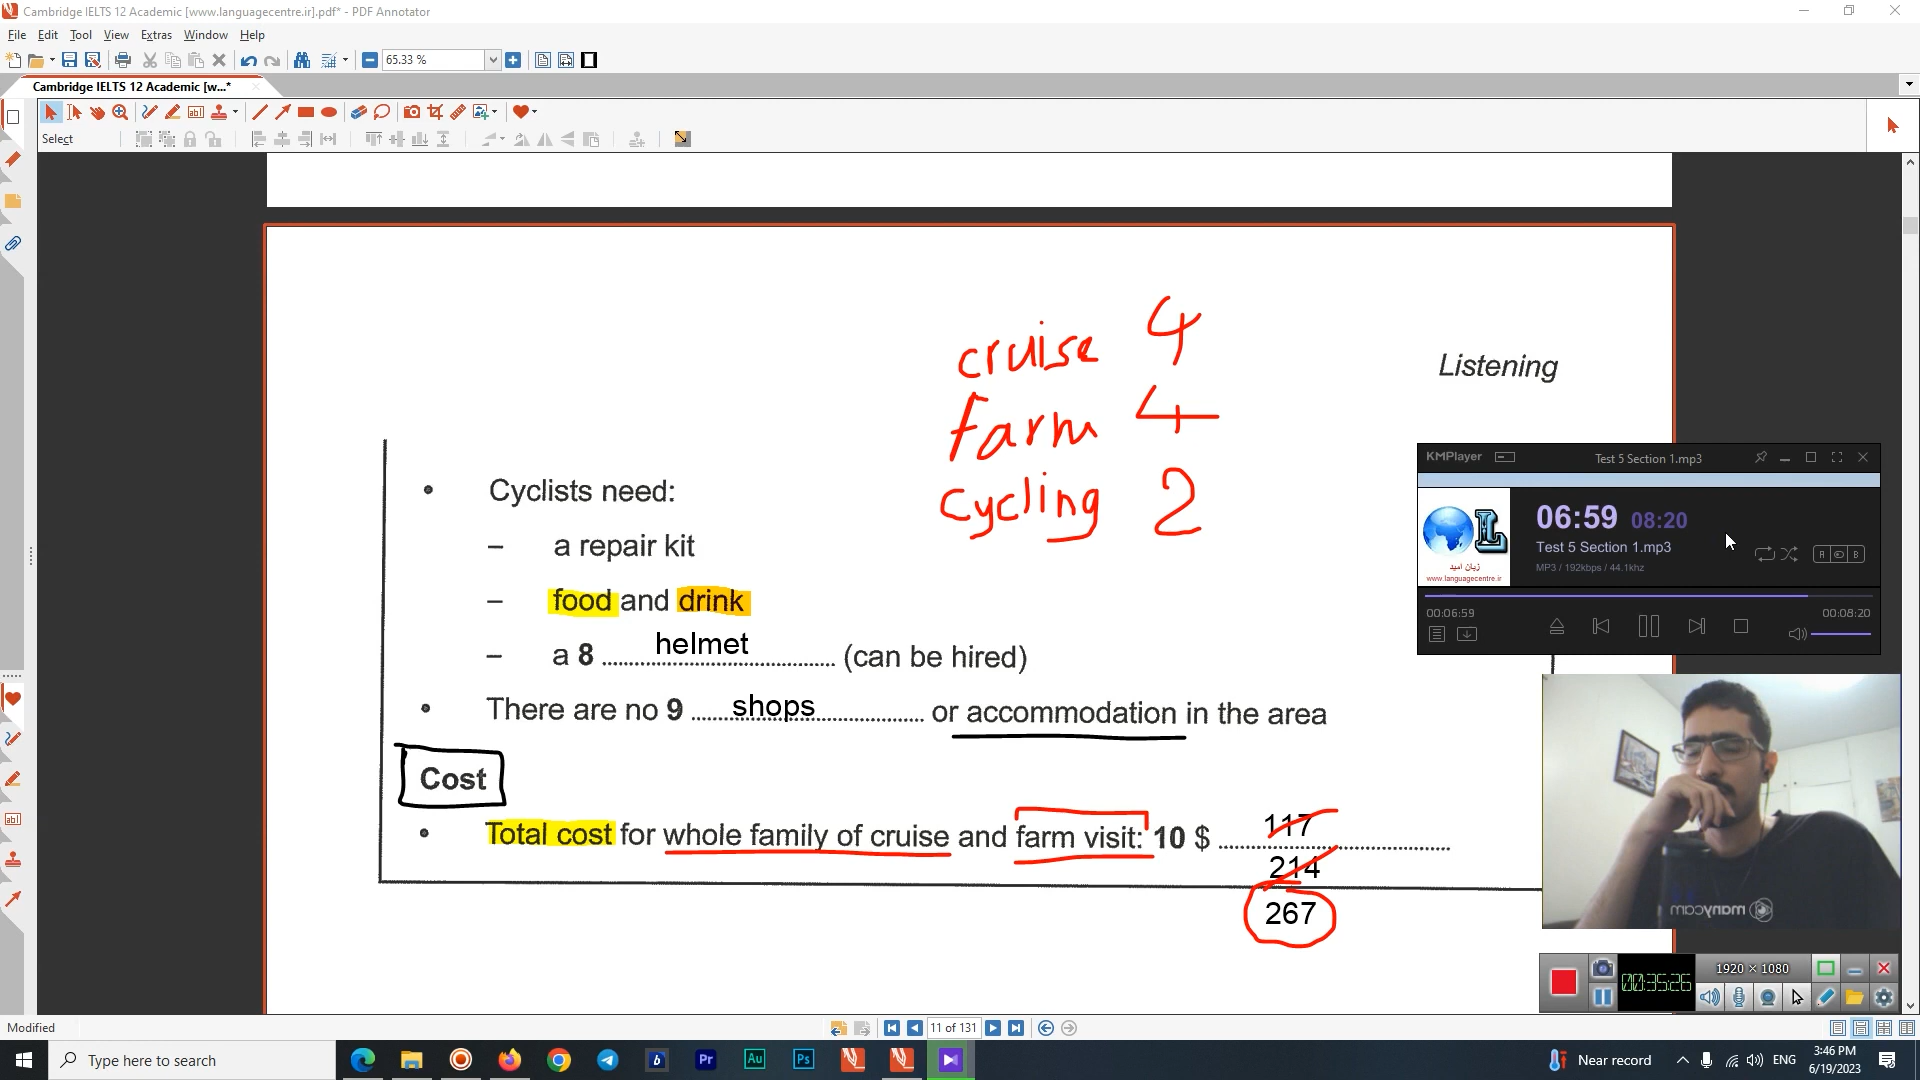 Cambridge IELTS 12 Academic [www.languagecentre.ir].pdf* - PDF Annotator
File Edit Tool View Extras Window Help
65.33 %
Cambridge IELTS 12 Academic [w...*
Select
cruise 4
farm 4
cycling 2
Listening
• Cyclists need:
– a repair kit
– food and drink
– a 8 helmet (can be hired)
• There are no 9 shops or accommodation in the area
Cost
• Total cost for whole family of cruise and farm visit: 10 $ 117
214
267
KMPlayer Test 5 Section 1.mp3
06:59 08:20
Test 5 Section 1.mp3
MP3 / 192kbps / 44.1khz
زبان امید
www.languagecentre.ir
00:06:59 00:08:20
manycam
1920 × 1080
00:35:26
Modified
11 of 131
Type here to search
b Pr Au Ps
Near record
ENG
3:46 PM
6/19/2023